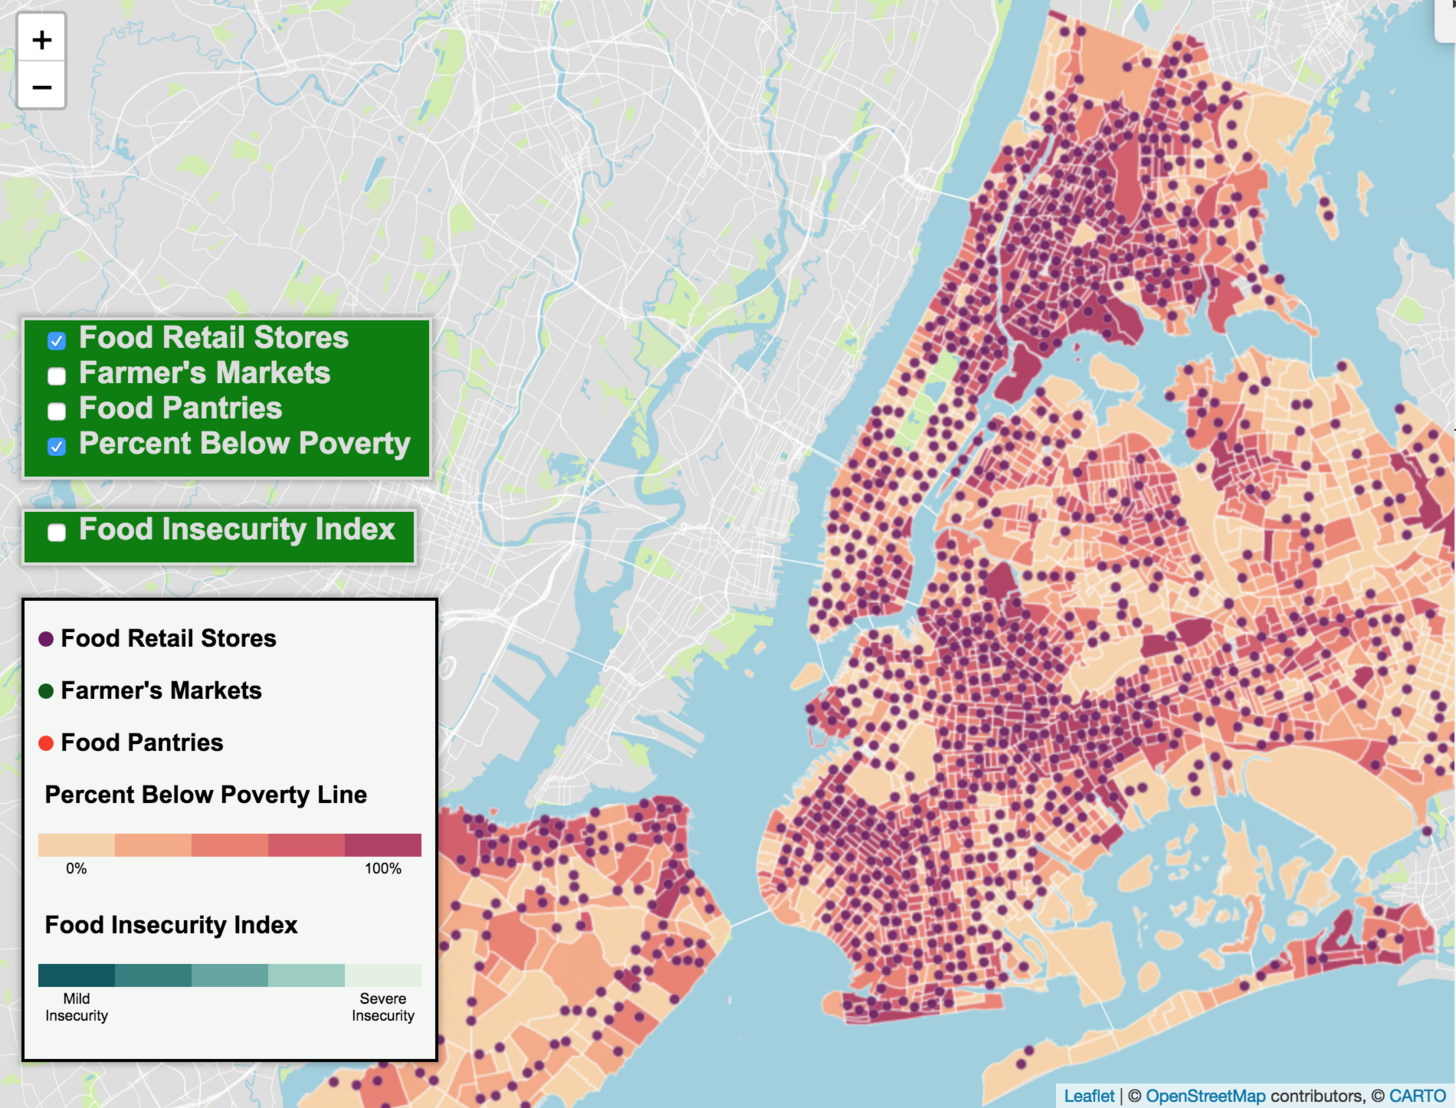 +
−
Food Retail Stores
Farmer's Markets
Food Pantries
Percent Below Poverty
Food Insecurity Index
Food Retail Stores
Farmer's Markets
Food Pantries
Percent Below Poverty Line
0% 100%
Food Insecurity Index
Mild Severe
Insecurity Insecurity
Leaflet | © OpenStreetMap contributors, © CARTO